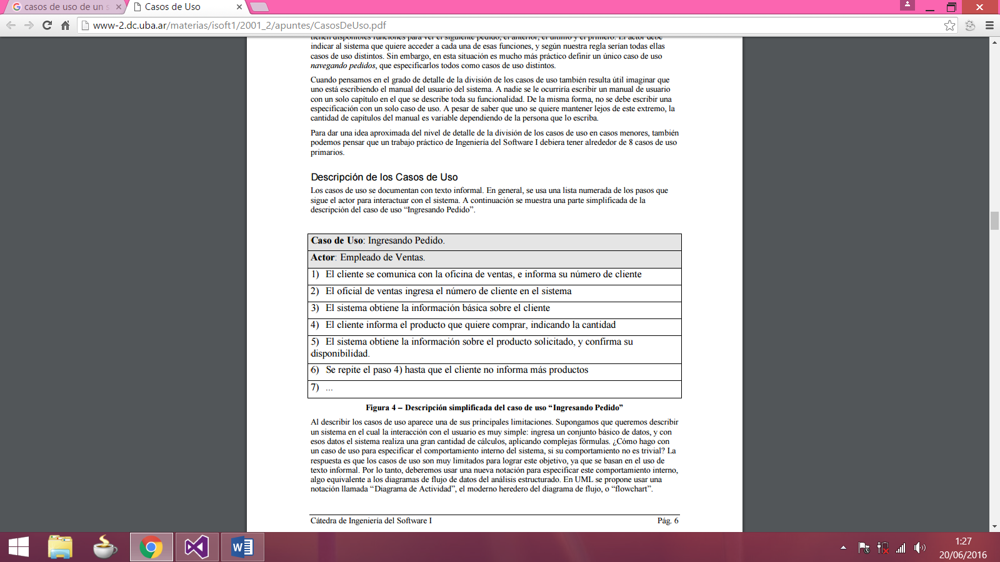 casos de uso de un s
Casos de Uso
www-2.dc.uba.ar/materias/isoft1/2001_2/apuntes/CasosDeUso.pdf
tienen disponibles funciones para ver el siguiente pedido, el anterior, el último y el primero. El actor debe
indicar al sistema que quiere acceder a cada una de esas funciones, y según nuestra regla serían todas ellas
casos de uso distintos. Sin embargo, en esta situación es mucho más práctico definir un único caso de uso
navegando pedidos, que especificarlos todos como casos de uso distintos.
Cuando pensamos en el grado de detalle de la división de los casos de uso también resulta útil imaginar que
uno está escribiendo el manual del usuario del sistema. A nadie se le ocurriría escribir un manual de usuario
con un solo capítulo en el que se describe toda su funcionalidad. De la misma forma, no se debe escribir una
especificación con un solo caso de uso. A pesar de saber que uno se quiere mantener lejos de este extremo, la
cantidad de capítulos del manual es variable dependiendo de la persona que lo escriba.
Para dar una idea aproximada del nivel de detalle de la división de los casos de uso en casos menores, también
podemos pensar que un trabajo práctico de Ingeniería del Software I debiera tener alrededor de 8 casos de uso
primarios.
Descripción de los Casos de Uso
Los casos de uso se documentan con texto informal. En general, se usa una lista numerada de los pasos que
sigue el actor para interactuar con el sistema. A continuación se muestra una parte simplificada de la
descripción del caso de uso “Ingresando Pedido”.
Caso de Uso: Ingresando Pedido.
Actor: Empleado de Ventas.
1) El cliente se comunica con la oficina de ventas, e informa su número de cliente
2) El oficial de ventas ingresa el número de cliente en el sistema
3) El sistema obtiene la información básica sobre el cliente
4) El cliente informa el producto que quiere comprar, indicando la cantidad
5) El sistema obtiene la información sobre el producto solicitado, y confirma su
disponibilidad.
6) Se repite el paso 4) hasta que el cliente no informa más productos
7) ...
Figura 4 – Descripción simplificada del caso de uso “Ingresando Pedido”
Al describir los casos de uso aparece una de sus principales limitaciones. Supongamos que queremos describir
un sistema en el cual la interacción con el usuario es muy simple: ingresa un conjunto básico de datos, y con
esos datos el sistema realiza una gran cantidad de cálculos, aplicando complejas fórmulas. ¿Cómo hago con
un caso de uso para especificar el comportamiento interno del sistema, si su comportamiento no es trivial? La
respuesta es que los casos de uso son muy limitados para lograr este objetivo, ya que se basan en el uso de
texto informal. Por lo tanto, deberemos usar una nueva notación para especificar este comportamiento interno,
algo equivalente a los diagramas de flujo de datos del análisis estructurado. En UML se propone usar una
notación llamada “Diagrama de Actividad”, el moderno heredero del diagrama de flujo, o “flowchart”.
Cátedra de Ingeniería del Software I Pág. 6
1:27
20/06/2016